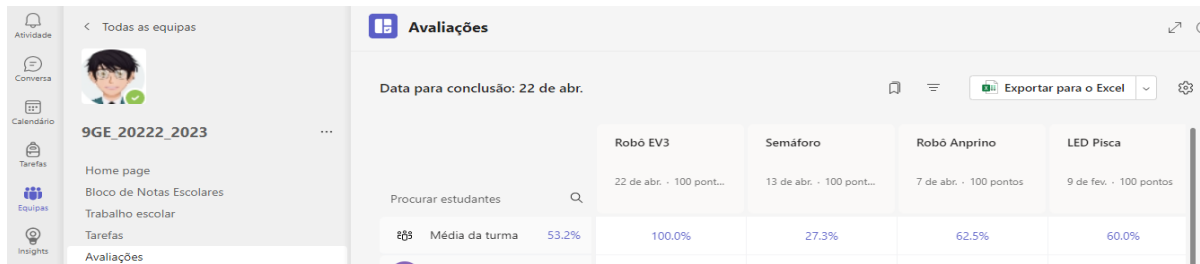 Atividade
Conversa
Calendário
Tarefas
Equipas
Insights
< Todas as equipas
9GE_20222_2023 ...
Home page
Bloco de Notas Escolares
Trabalho escolar
Tarefas
Avaliações
Avaliações
Data para conclusão: 22 de abr.
Exportar para o Excel
Robô EV3 Semáforo Robô Anprino LED Pisca
22 de abr. · 100 pont... 13 de abr. · 100 pont... 7 de abr. · 100 pontos 9 de fev. · 100 pontos
Procurar estudantes
Média da turma 53.2% 100.0% 27.3% 62.5% 60.0%